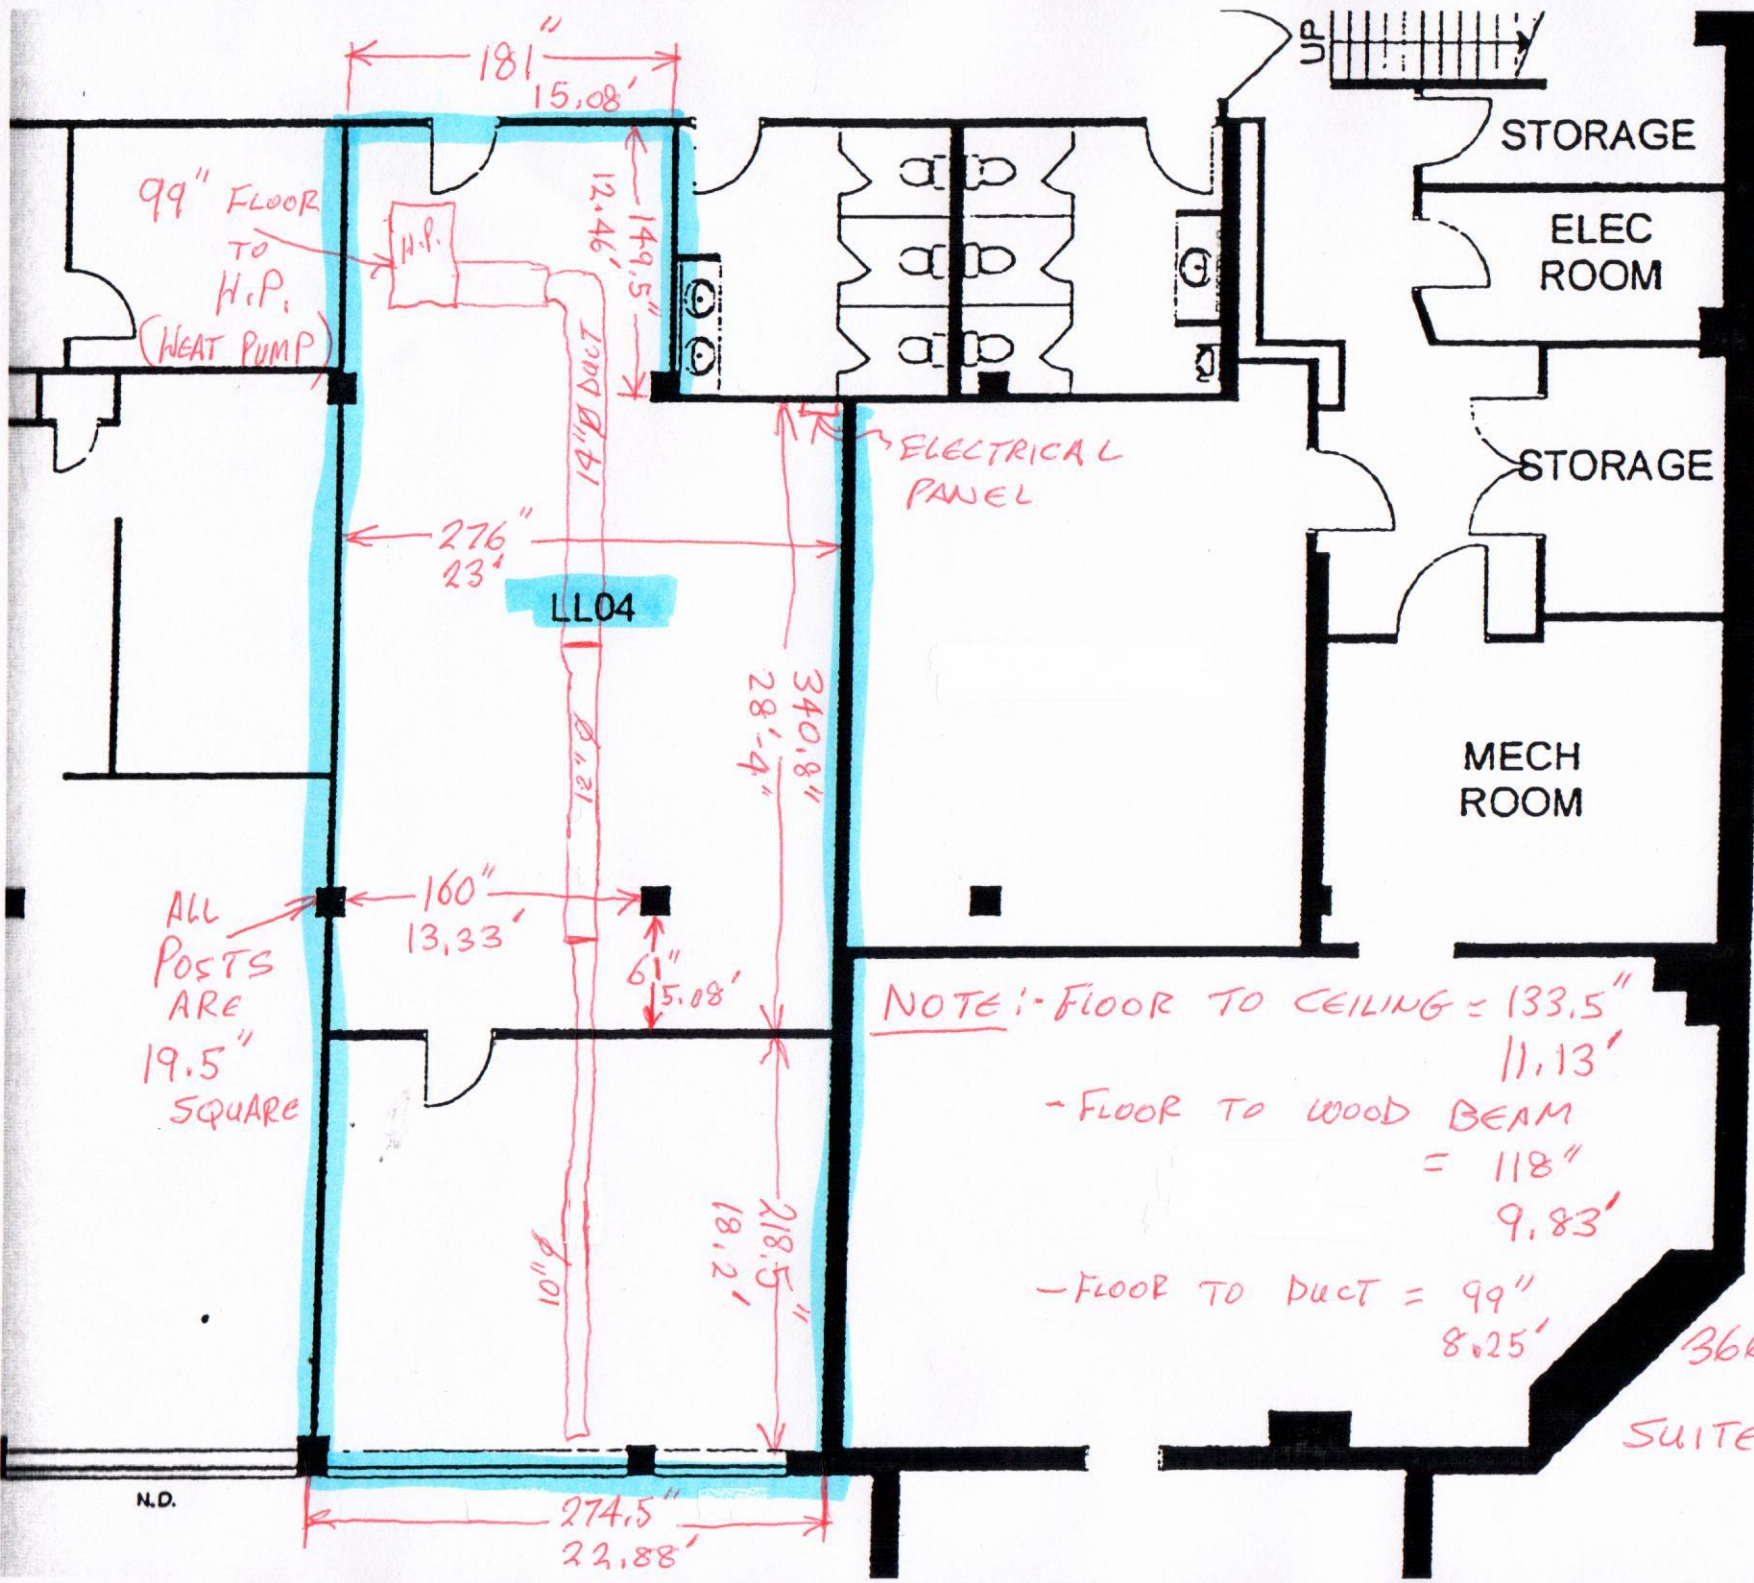 181"
15.08'
UP
STORAGE
99" FLOOR
TO
H.P.
(HEAT PUMP)
H.P.
149.5"
12.46'
ELEC
ROOM
14"Ø DUCT
ELECTRICAL
PANEL
STORAGE
276"
23'
LL04
340.8"
28'-4"
12"Ø
MECH
ROOM
ALL
POSTS
ARE
19.5"
SQUARE
160"
13.33'
61"
5.08'
NOTE:- FLOOR TO CEILING = 133.5"
11.13'
- FLOOR TO WOOD BEAM
= 118"
9.83'
- FLOOR TO DUCT = 99"
8.25'
218.5"
18.2'
10"Ø
SUITE
N.D.
274.5"
22.88'